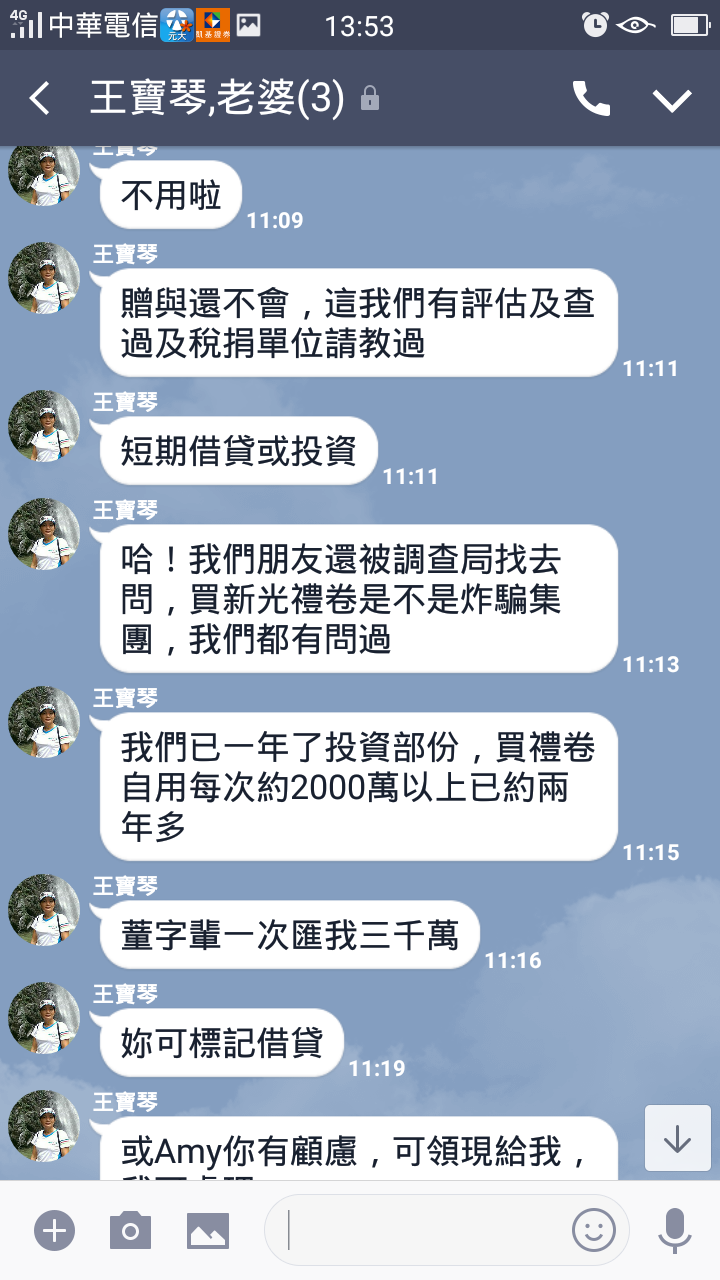 4G 中華電信 元大 凱基證券 13:53
王寶琴,老婆(3)
王寶琴
不用啦
11:09
王寶琴
贈與還不會，這我們有評估及查
過及稅捐單位請教過
11:11
王寶琴
短期借貸或投資
11:11
王寶琴
哈！我們朋友還被調查局找去
問，買新光禮卷是不是炸騙集
團，我們都有問過
11:13
王寶琴
我們已一年了投資部份，買禮卷
自用每次約2000萬以上已約兩
年多
11:15
王寶琴
董字輩一次匯我三千萬
11:16
王寶琴
妳可標記借貸
11:19
王寶琴
或Amy你有顧慮，可領現給我，